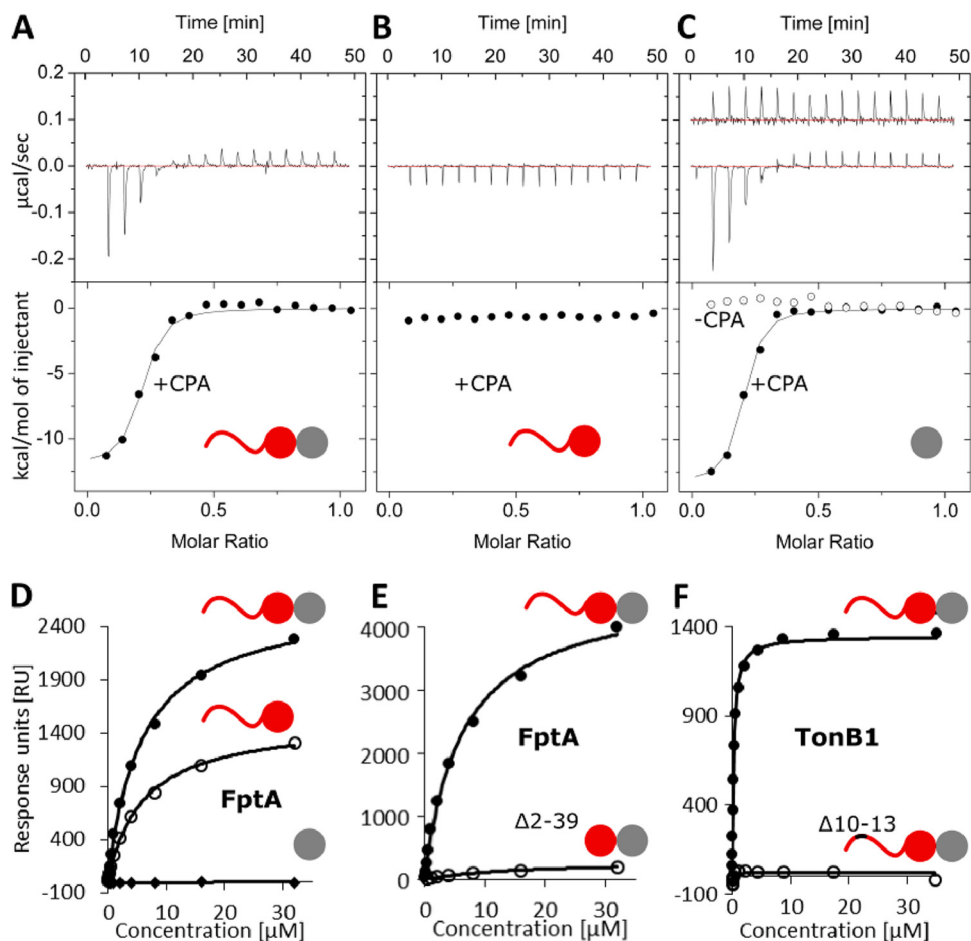 A
B
C
Time [min]
Time [min]
Time [min]
0 10 20 30 40 50
0 10 20 30 40 50
0 10 20 30 40 50
0.2
0.1
0.0
-0.1
-0.2
µcal/sec
0
-5
-10
kcal/mol of injectant
+CPA
+CPA
-CPA
+CPA
0.0 0.5 1.0
0.0 0.5 1.0
0.0 0.5 1.0
Molar Ratio
Molar Ratio
Molar Ratio
D
E
F
2400
1900
1400
900
400
-100
Response units [RU]
FptA
0 10 20 30
Concentration [µM]
4000
3000
2000
1000
0
FptA
Δ2-39
0 10 20 30
Concentration [µM]
1400
900
400
-100
TonB1
Δ10-13
0 10 20 30
Concentration [µM]